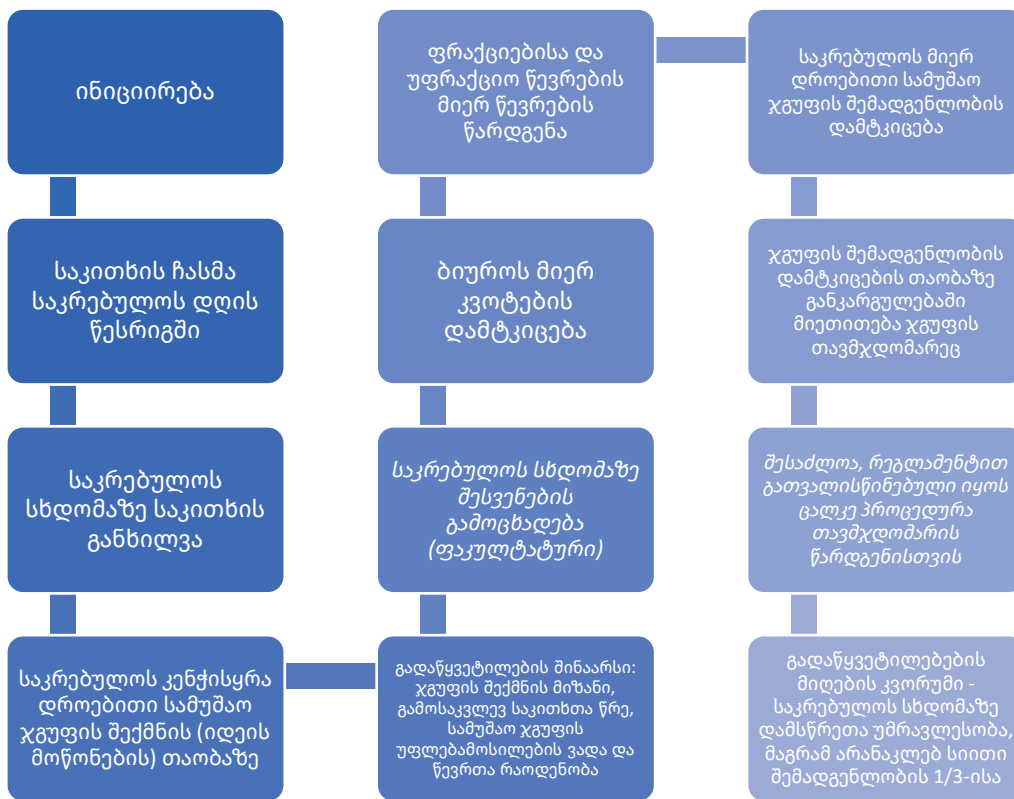 ინიციირება
საკითხის ჩასმა
საკრებულოს დღის
წესრიგში
საკრებულოს
სხდომაზე საკითხის
განხილვა
საკრებულოს კენჭისყრა
დროებითი სამუშაო
ჯგუფის შექმნის (იდეის
მოწონების) თაობაზე
გადაწყვეტილების შინაარსი:
ჯგუფის შექმნის მიზანი,
გამოსაკვლევ საკითხთა წრე,
სამუშაო ჯგუფის
უფლებამოსილების ვადა და
წევრთა რაოდენობა
საკრებულოს სხდომაზე
შესვენების
გამოცხადება
(ფაკულტატური)
ბიუროს მიერ
კვოტების
დამტკიცება
ფრაქციებისა და
უფრაქციო წევრების
მიერ წევრების
წარდგენა
საკრებულოს მიერ
დროებითი სამუშაო
ჯგუფის შემადგენლობის
დამტკიცება
ჯგუფის შემადგენლობის
დამტკიცების თაობაზე
განკარგულებაში
მიეთითება ჯგუფის
თავმჯდომარეც
შესაძლოა, რეგლამენტით
გათვალისწინებული იყოს
ცალკე პროცედურა
თავმჯდომარის
წარდგენისთვის
გადაწყვეტილებების
მიღების კვორუმი -
საკრებულოს სხდომაზე
დამსწრეთა უმრავლესობა,
მაგრამ არანაკლებ სიითი
შემადგენლობის 1/3-ისა